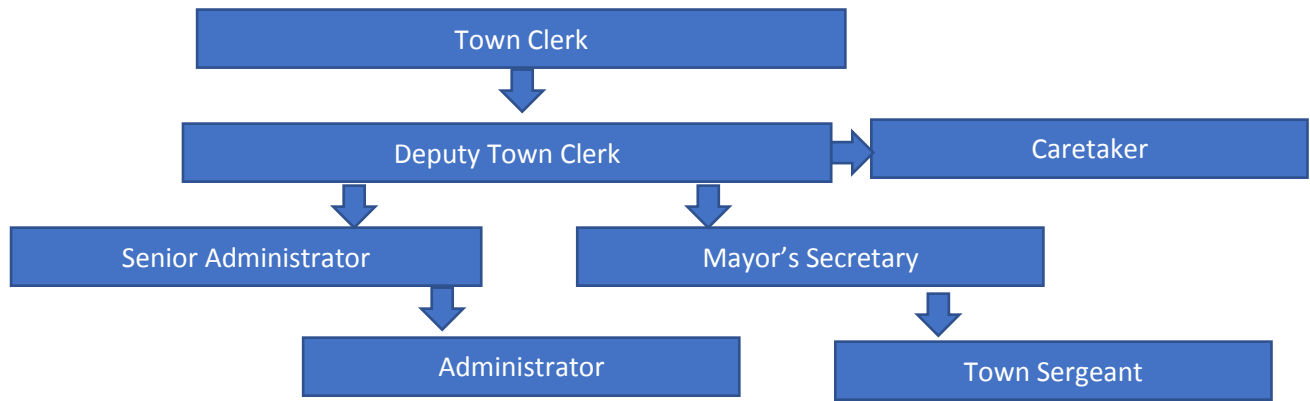 Town Clerk
Deputy Town Clerk
Caretaker
Senior Administrator
Mayor’s Secretary
Administrator
Town Sergeant